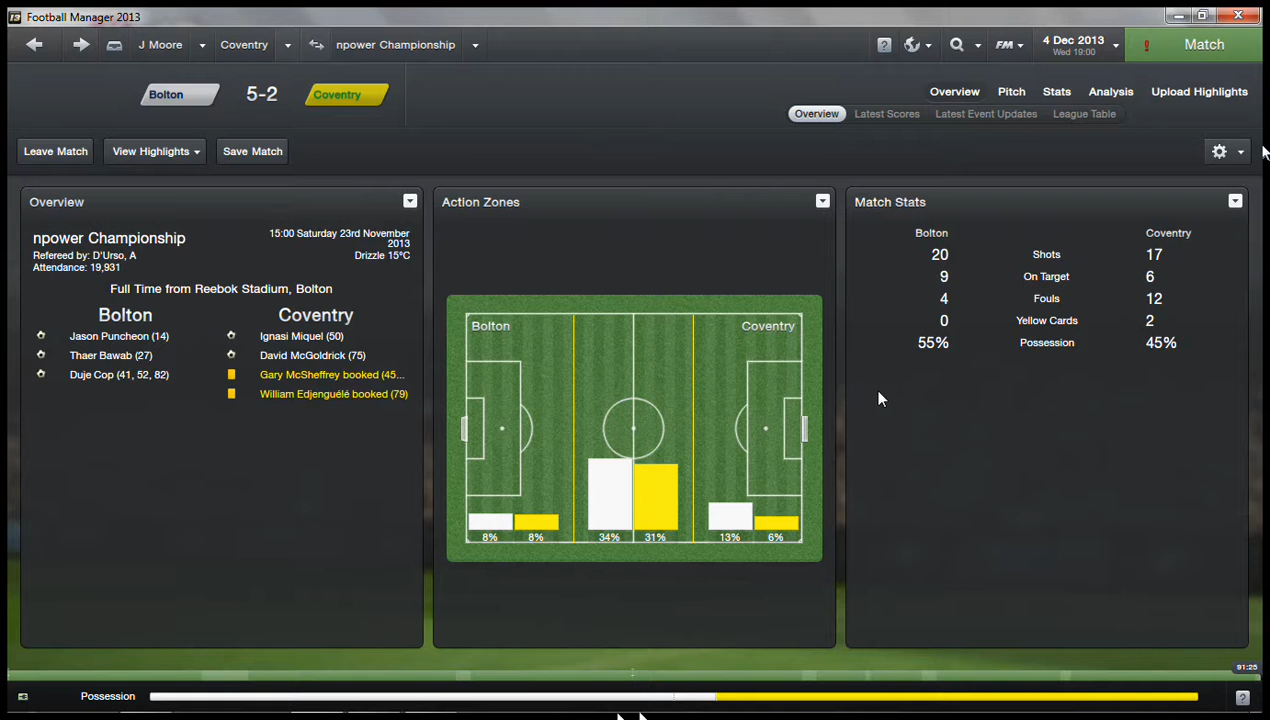 Football Manager 2013
J Moore Coventry npower Championship 4 Dec 2013 Wed 19:00 FM Match
Bolton 5-2 Coventry
Overview Pitch Stats Analysis Upload Highlights
Overview Latest Scores Latest Event Updates League Table
Leave Match View Highlights Save Match
Overview
npower Championship
Refereed by: D'Urso, A
Attendance: 19,931
15:00 Saturday 23rd November
2013
Drizzle 15°C
Full Time from Reebok Stadium, Bolton
Bolton Coventry
Jason Puncheon (14) Ignasi Miquel (50)
Thaer Bawab (27) David McGoldrick (75)
Duje Cop (41, 52, 82) Gary McSheffrey booked (45...
William Edjenguélé booked (79)
Action Zones
Bolton Coventry
8% 8% 34% 31% 13% 6%
Match Stats
Bolton Coventry
20 Shots 17
9 On Target 6
4 Fouls 12
0 Yellow Cards 2
55% Possession 45%
91:25
Possession